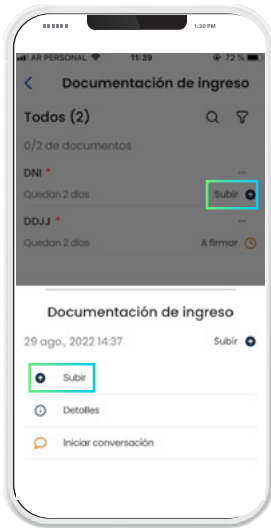 1:30 PM
AR PERSONAL 11:39 72 %
Documentación de ingreso
Todos (2)
0/2 de documentos
DNI * ...
Quedan 2 días Subir
DDJJ * ...
Quedan 2 días A firmar
Documentación de ingreso
29 ago., 2022 14:37 Subir
Subir
Detalles
Iniciar conversación